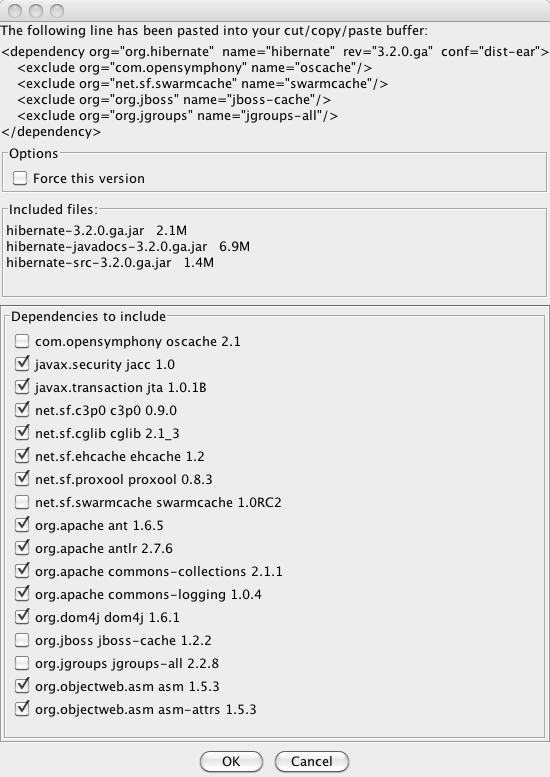 The following line has been pasted into your cut/copy/paste buffer:
<dependency org="org.hibernate" name="hibernate" rev="3.2.0.ga" conf="dist-ear">
<exclude org="com.opensymphony" name="oscache"/>
<exclude org="net.sf.swarmcache" name="swarmcache"/>
<exclude org="org.jboss" name="jboss-cache"/>
<exclude org="org.jgroups" name="jgroups-all"/>
</dependency>
Options
Force this version
Included files:
hibernate-3.2.0.ga.jar 2.1M
hibernate-javadocs-3.2.0.ga.jar 6.9M
hibernate-src-3.2.0.ga.jar 1.4M
Dependencies to include
com.opensymphony oscache 2.1
javax.security jacc 1.0
javax.transaction jta 1.0.1B
net.sf.c3p0 c3p0 0.9.0
net.sf.cglib cglib 2.1_3
net.sf.ehcache ehcache 1.2
net.sf.proxool proxool 0.8.3
net.sf.swarmcache swarmcache 1.0RC2
org.apache ant 1.6.5
org.apache antlr 2.7.6
org.apache commons-collections 2.1.1
org.apache commons-logging 1.0.4
org.dom4j dom4j 1.6.1
org.jboss jboss-cache 1.2.2
org.jgroups jgroups-all 2.2.8
org.objectweb.asm asm 1.5.3
org.objectweb.asm asm-attrs 1.5.3
OK Cancel